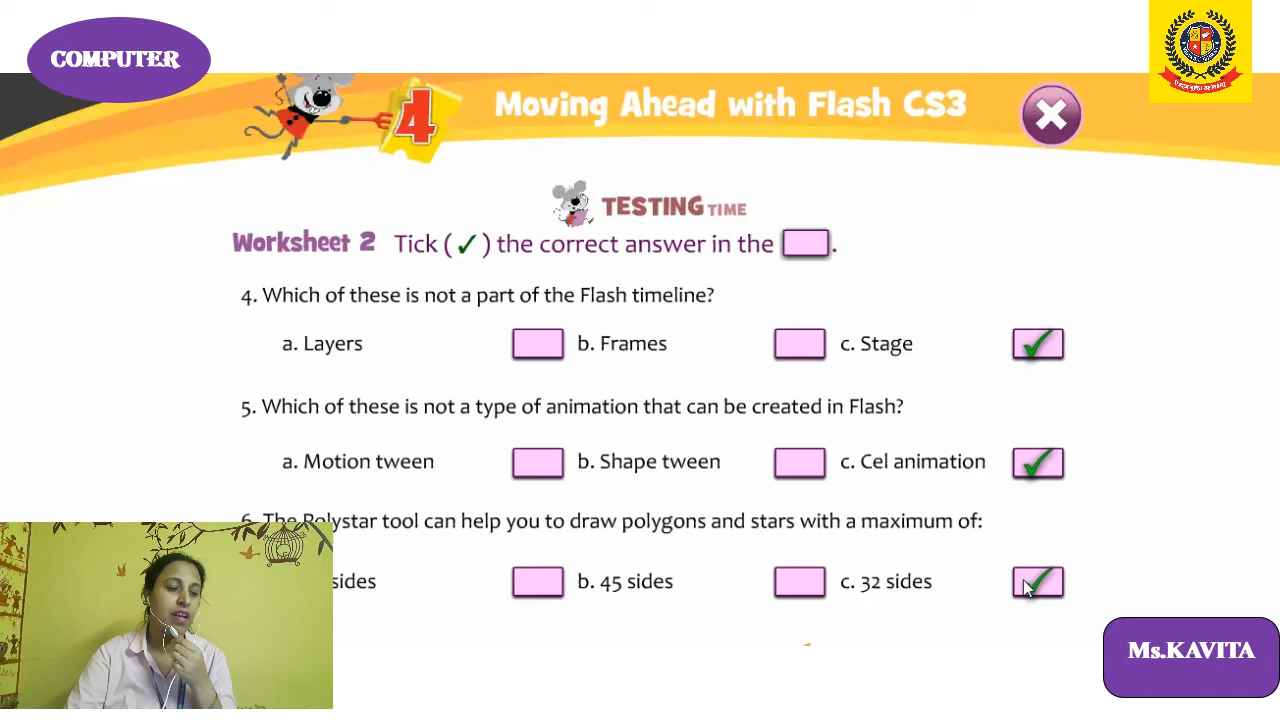 COMPUTER
4 Moving Ahead with Flash CS3
TESTING TIME
Worksheet 2 Tick (✓) the correct answer in the .
4. Which of these is not a part of the Flash timeline?
a. Layers b. Frames c. Stage
5. Which of these is not a type of animation that can be created in Flash?
a. Motion tween b. Shape tween c. Cel animation
6. The Polystar tool can help you to draw polygons and stars with a maximum of:
sides b. 45 sides c. 32 sides
Ms.KAVITA